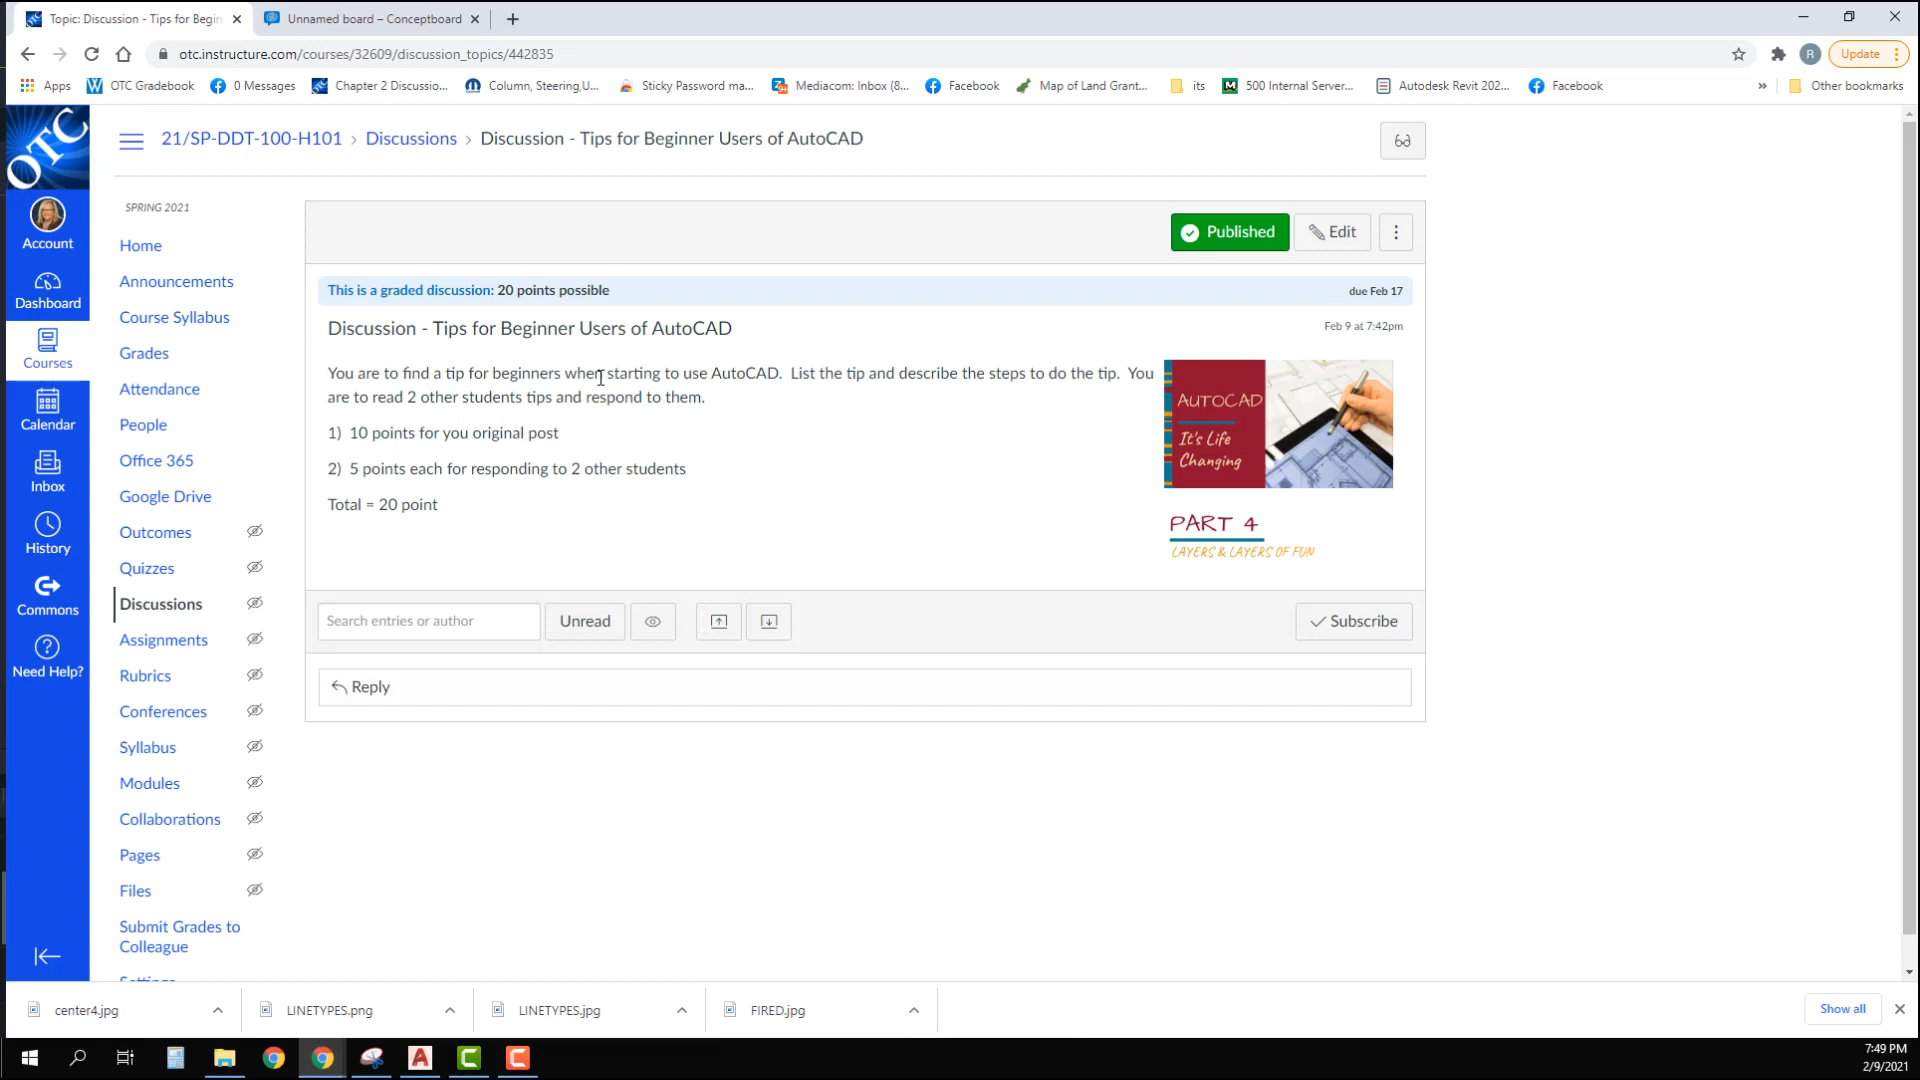 Topic: Discussion - Tips for Begin
Unnamed board – Conceptboard
otc.instructure.com/courses/32609/discussion_topics/442835
R
Update
Apps
OTC Gradebook
0 Messages
Chapter 2 Discussio...
Column, Steering,U...
Sticky Password ma...
Mediacom: Inbox (8...
Facebook
Map of Land Grant...
its
500 Internal Server...
Autodesk Revit 202...
Facebook
»
Other bookmarks
OTC
21/SP-DDT-100-H101 › Discussions › Discussion - Tips for Beginner Users of AutoCAD
Account
Dashboard
Courses
Calendar
Inbox
History
Commons
Need Help?
SPRING 2021
Home
Announcements
Course Syllabus
Grades
Attendance
People
Office 365
Google Drive
Outcomes
Quizzes
Discussions
Assignments
Rubrics
Conferences
Syllabus
Modules
Collaborations
Pages
Files
Submit Grades to
Colleague
Settings
Published
Edit
This is a graded discussion: 20 points possible
due Feb 17
Discussion - Tips for Beginner Users of AutoCAD
Feb 9 at 7:42pm
You are to find a tip for beginners when starting to use AutoCAD. List the tip and describe the steps to do the tip. You
are to read 2 other students tips and respond to them.
1) 10 points for you original post
2) 5 points each for responding to 2 other students
Total = 20 point
AUTOCAD
It's Life
Changing
PART 4
LAYERS & LAYERS OF FUN
Search entries or author
Unread
Subscribe
Reply
center4.jpg
LINETYPES.png
LINETYPES.jpg
FIRED.jpg
Show all
7:49 PM
2/9/2021